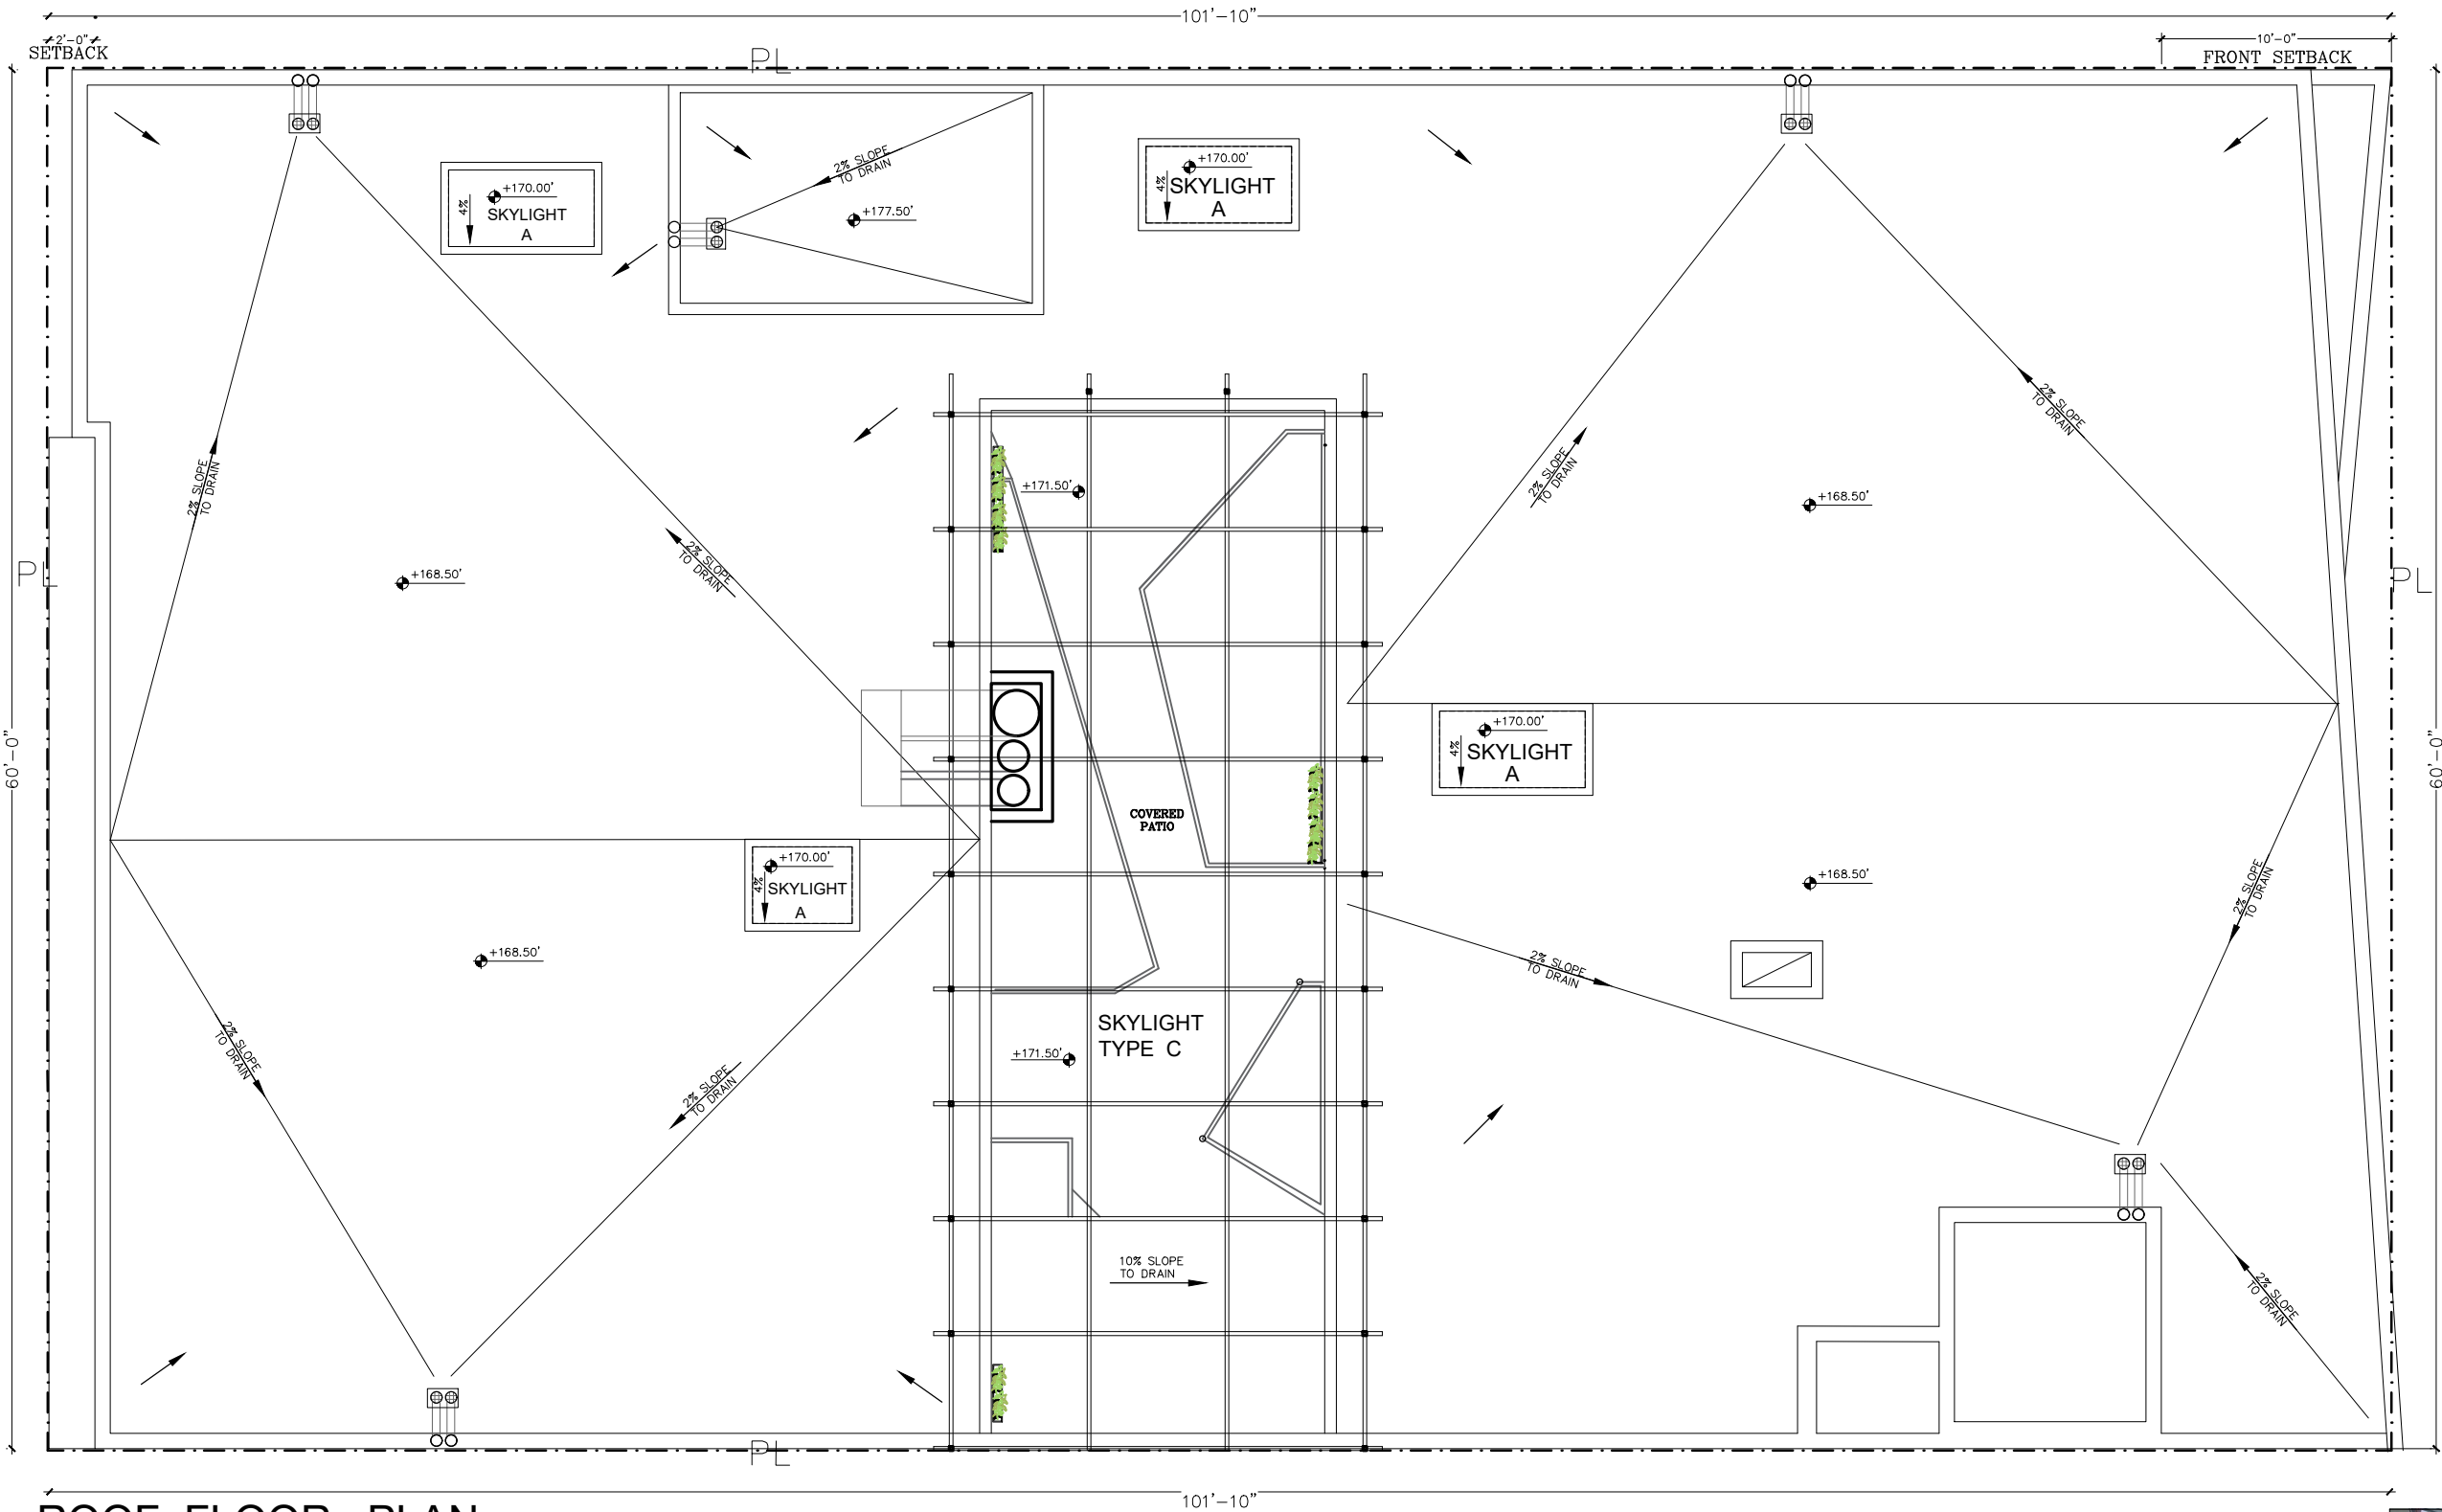 101'-10"
2'-0"
SETBACK
10'-0"
FRONT SETBACK
PL
+170.00'
4%
SKYLIGHT
A
2% SLOPE
TO DRAIN
+177.50'
+170.00'
4%
SKYLIGHT
A
2% SLOPE
TO DRAIN
2% SLOPE
TO DRAIN
2% SLOPE
TO DRAIN
+171.50'
+168.50'
2% SLOPE
TO DRAIN
PL
+168.50'
PL
60'-0"
+170.00'
4%
SKYLIGHT
A
60'-0"
COVERED
PATIO
+170.00'
4%
SKYLIGHT
A
+168.50'
2% SLOPE
TO DRAIN
+168.50'
2% SLOPE
TO DRAIN
2% SLOPE
TO DRAIN
SKYLIGHT
TYPE C
+171.50'
2% SLOPE
TO DRAIN
10% SLOPE
TO DRAIN
2% SLOPE
TO DRAIN
PL
101'-10"
ROOF FLOOR PLAN